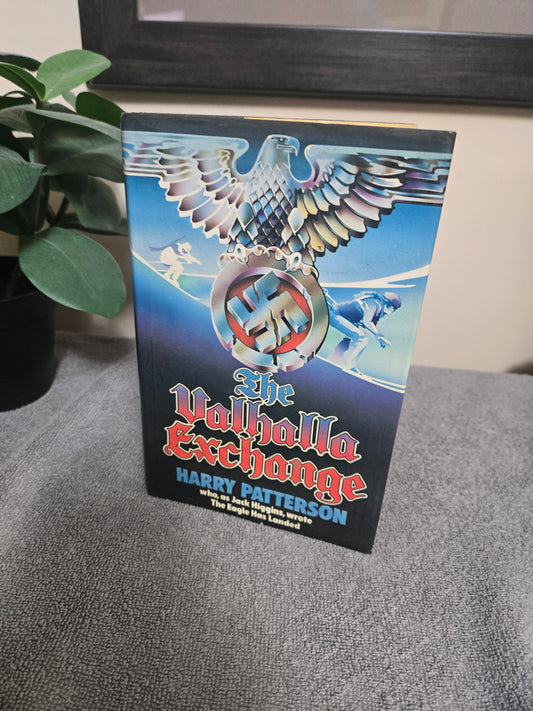 The
Valhalla
Exchange
HARRY PATTERSON
who, as Jack Higgins, wrote
The Eagle Has Landed